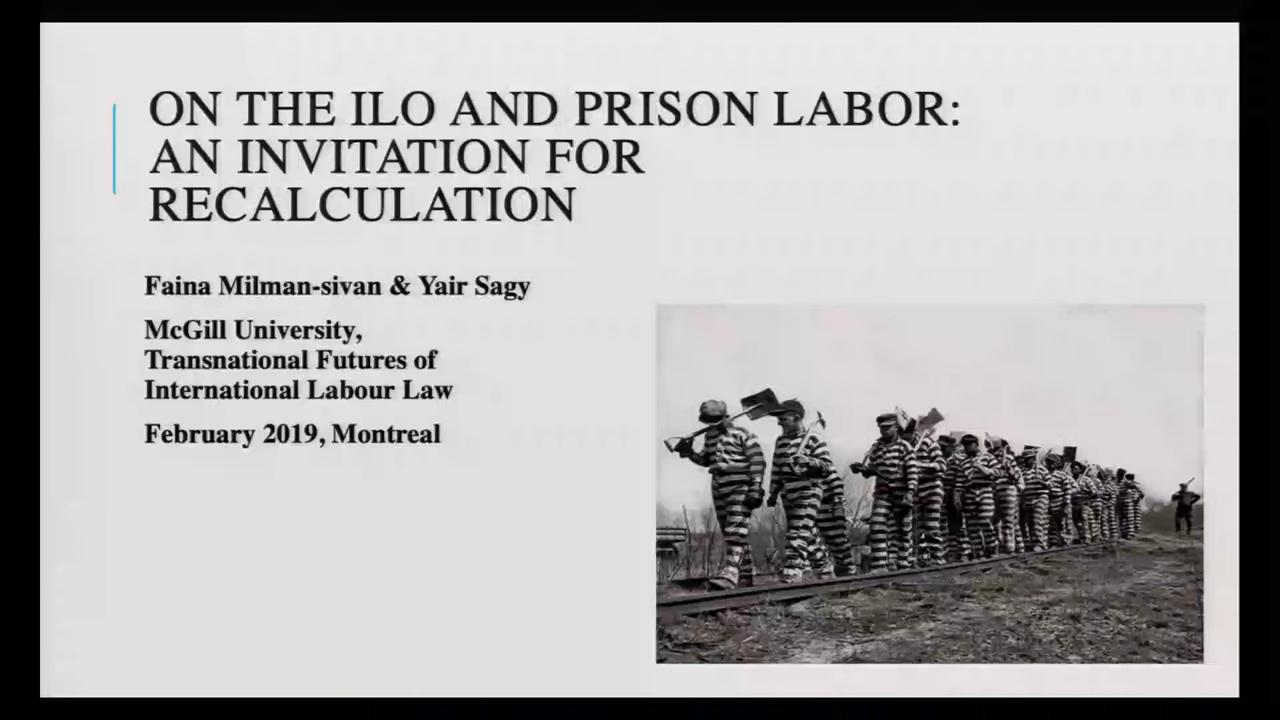 ON THE ILO AND PRISON LABOR:
AN INVITATION FOR
RECALCULATION
Faina Milman-sivan & Yair Sagy
McGill University,
Transnational Futures of
International Labour Law
February 2019, Montreal